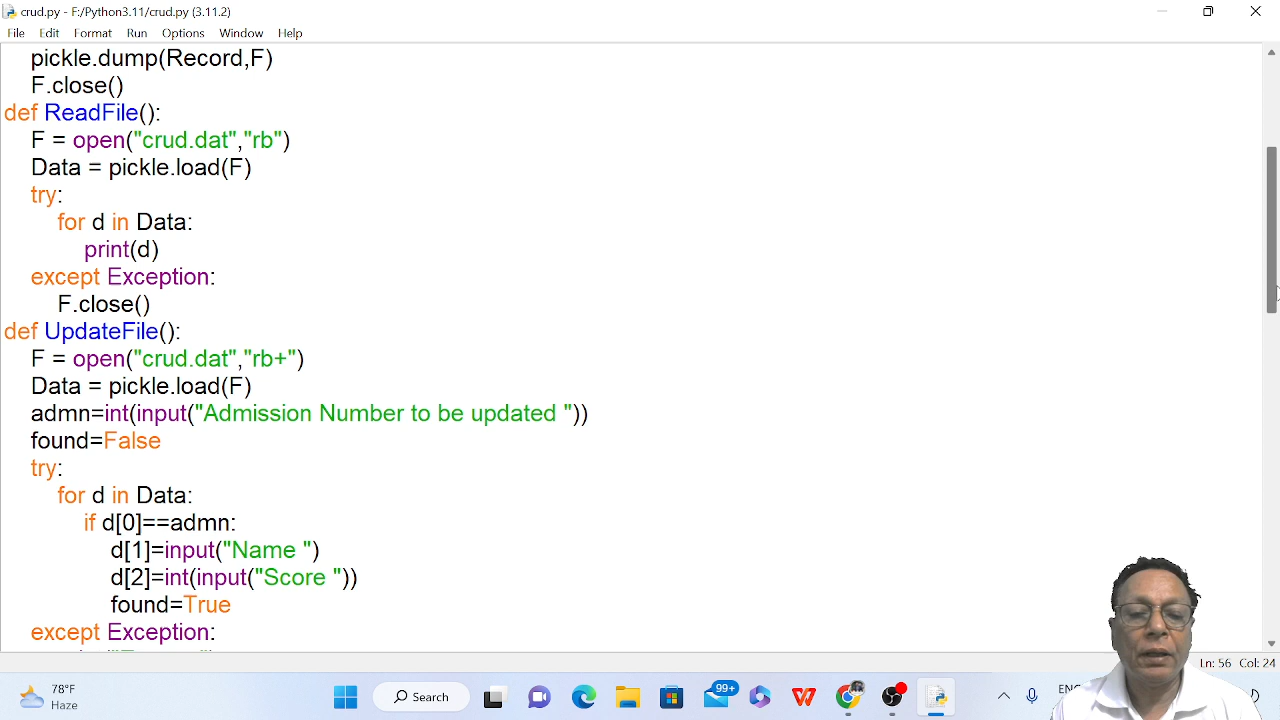 crud.py - F:/Python3.11/crud.py (3.11.2)
File Edit Format Run Options Window Help
pickle.dump(Record,F)
F.close()
def ReadFile():
F = open("crud.dat","rb")
Data = pickle.load(F)
try:
for d in Data:
print(d)
except Exception:
F.close()
def UpdateFile():
F = open("crud.dat","rb+")
Data = pickle.load(F)
admn=int(input("Admission Number to be updated "))
found=False
try:
for d in Data:
if d[0]==admn:
d[1]=input("Name ")
d[2]=int(input("Score "))
found=True
except Exception:
Ln: 56 Col: 24
78°F
Haze
Search
99+
ENG